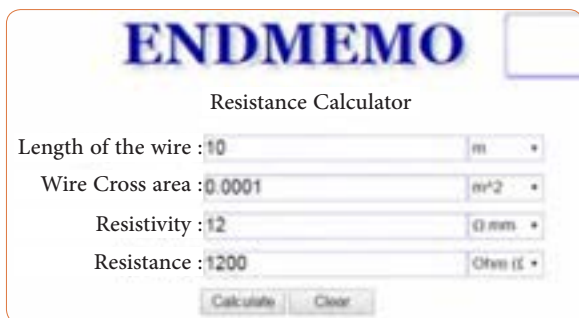 ENDMEMO
Resistance Calculator
Length of the wire : 10 m
Wire Cross area : 0.0001 m^2
Resistivity : 12 Ω mm
Resistance : 1200 Ohm (Ω
Calculate Clear